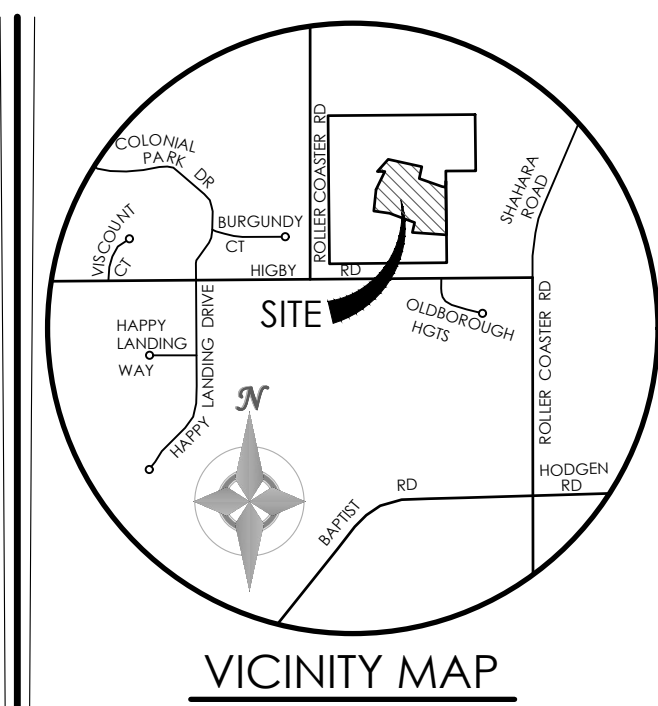 COLONIAL
PARK DR
ROLLER COASTER RD
SHAHARA
ROAD
VISCOUNT
CT
BURGUNDY
CT
HIGBY RD
SITE
OLDBOROUGH
HGTS
HAPPY
LANDING
WAY
HAPPY LANDING DRIVE
ROLLER COASTER RD
N
BAPTIST RD
HODGEN
RD
VICINITY MAP